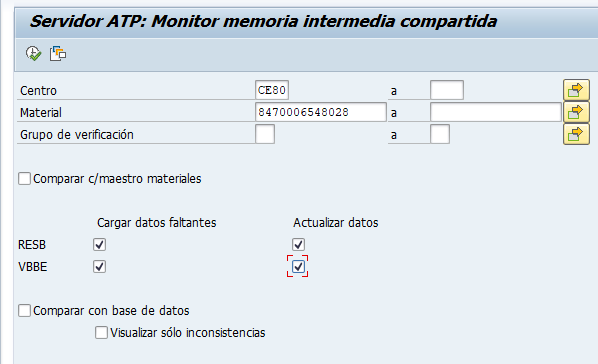 Servidor ATP: Monitor memoria intermedia compartida
Centro CE80 a
Material 8470006548028 a
Grupo de verificación a
Comparar c/maestro materiales
Cargar datos faltantes Actualizar datos
RESB
VBBE
Comparar con base de datos
Visualizar sólo inconsistencias